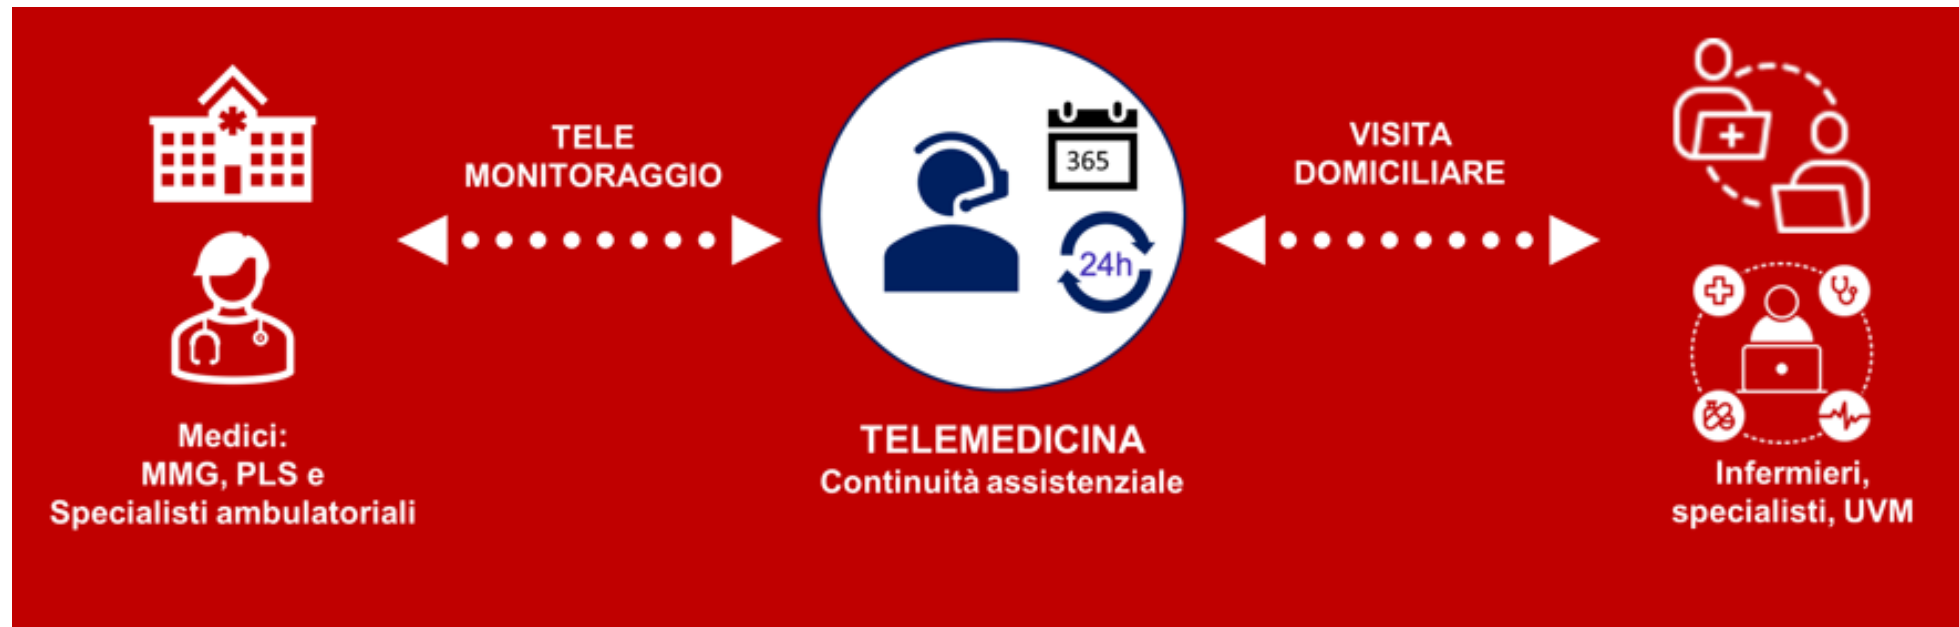 TELE
MONITORAGGIO
365
24h
VISITA
DOMICILIARE
Medici:
MMG, PLS e
Specialisti ambulatoriali
TELEMEDICINA
Continuità assistenziale
Infermieri,
specialisti, UVM